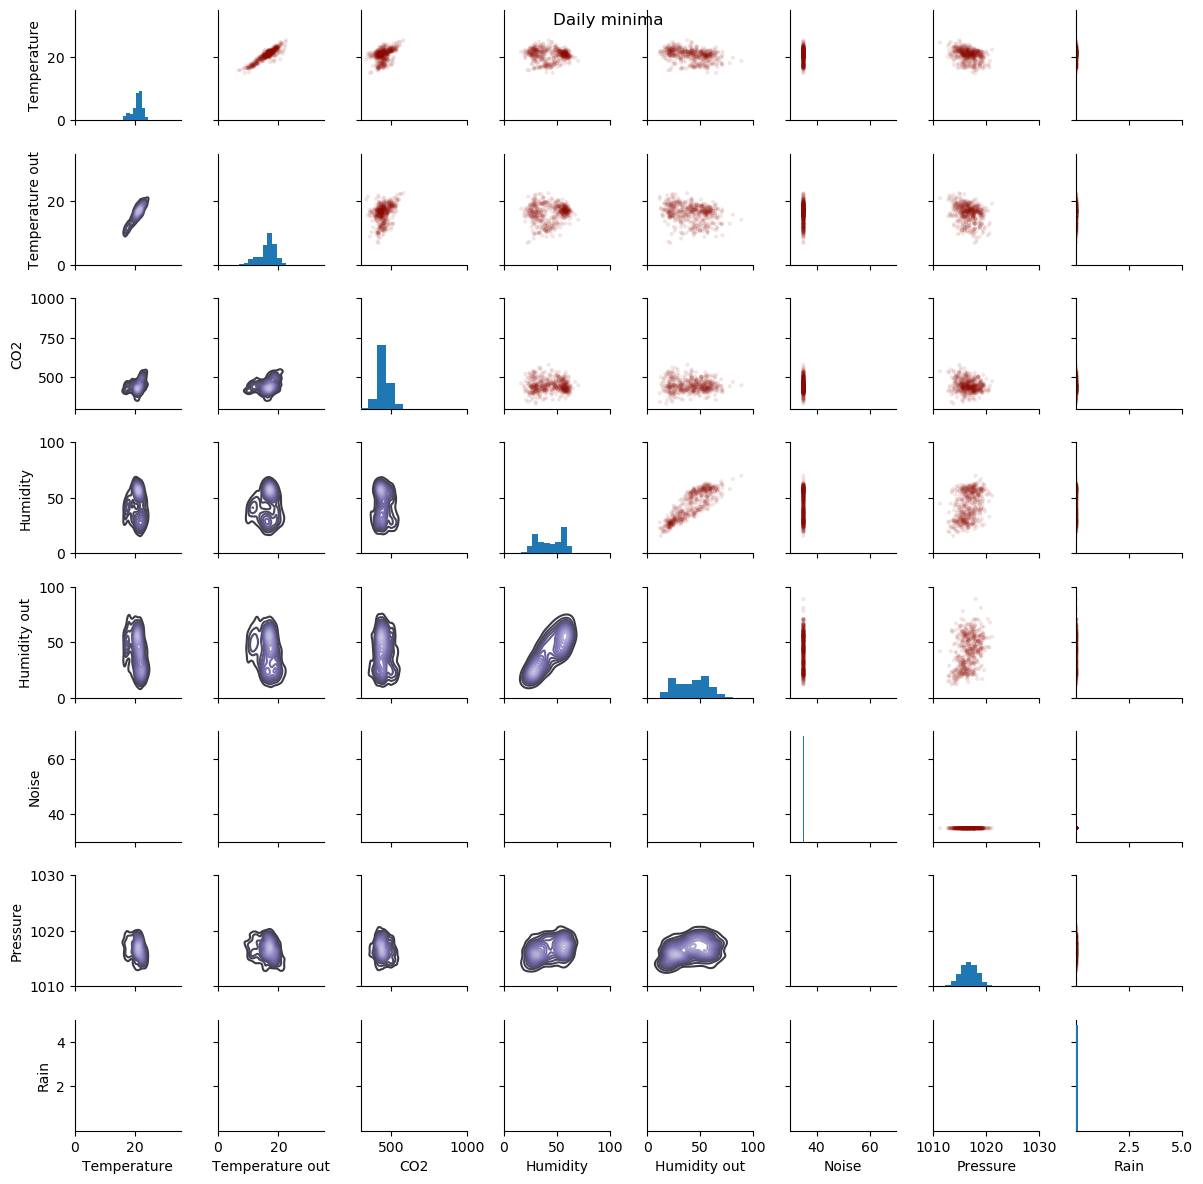 Daily minima
Temperature
20
0
Temperature out
20
0
CO2
1000
750
500
Humidity
100
50
0
Humidity out
100
50
0
Noise
60
40
Pressure
1030
1020
1010
Rain
4
2
0 20 0 20 500 1000 0 50 100 0 50 100 40 60 1010 1020 1030 2.5 5.0
Temperature Temperature out CO2 Humidity Humidity out Noise Pressure Rain